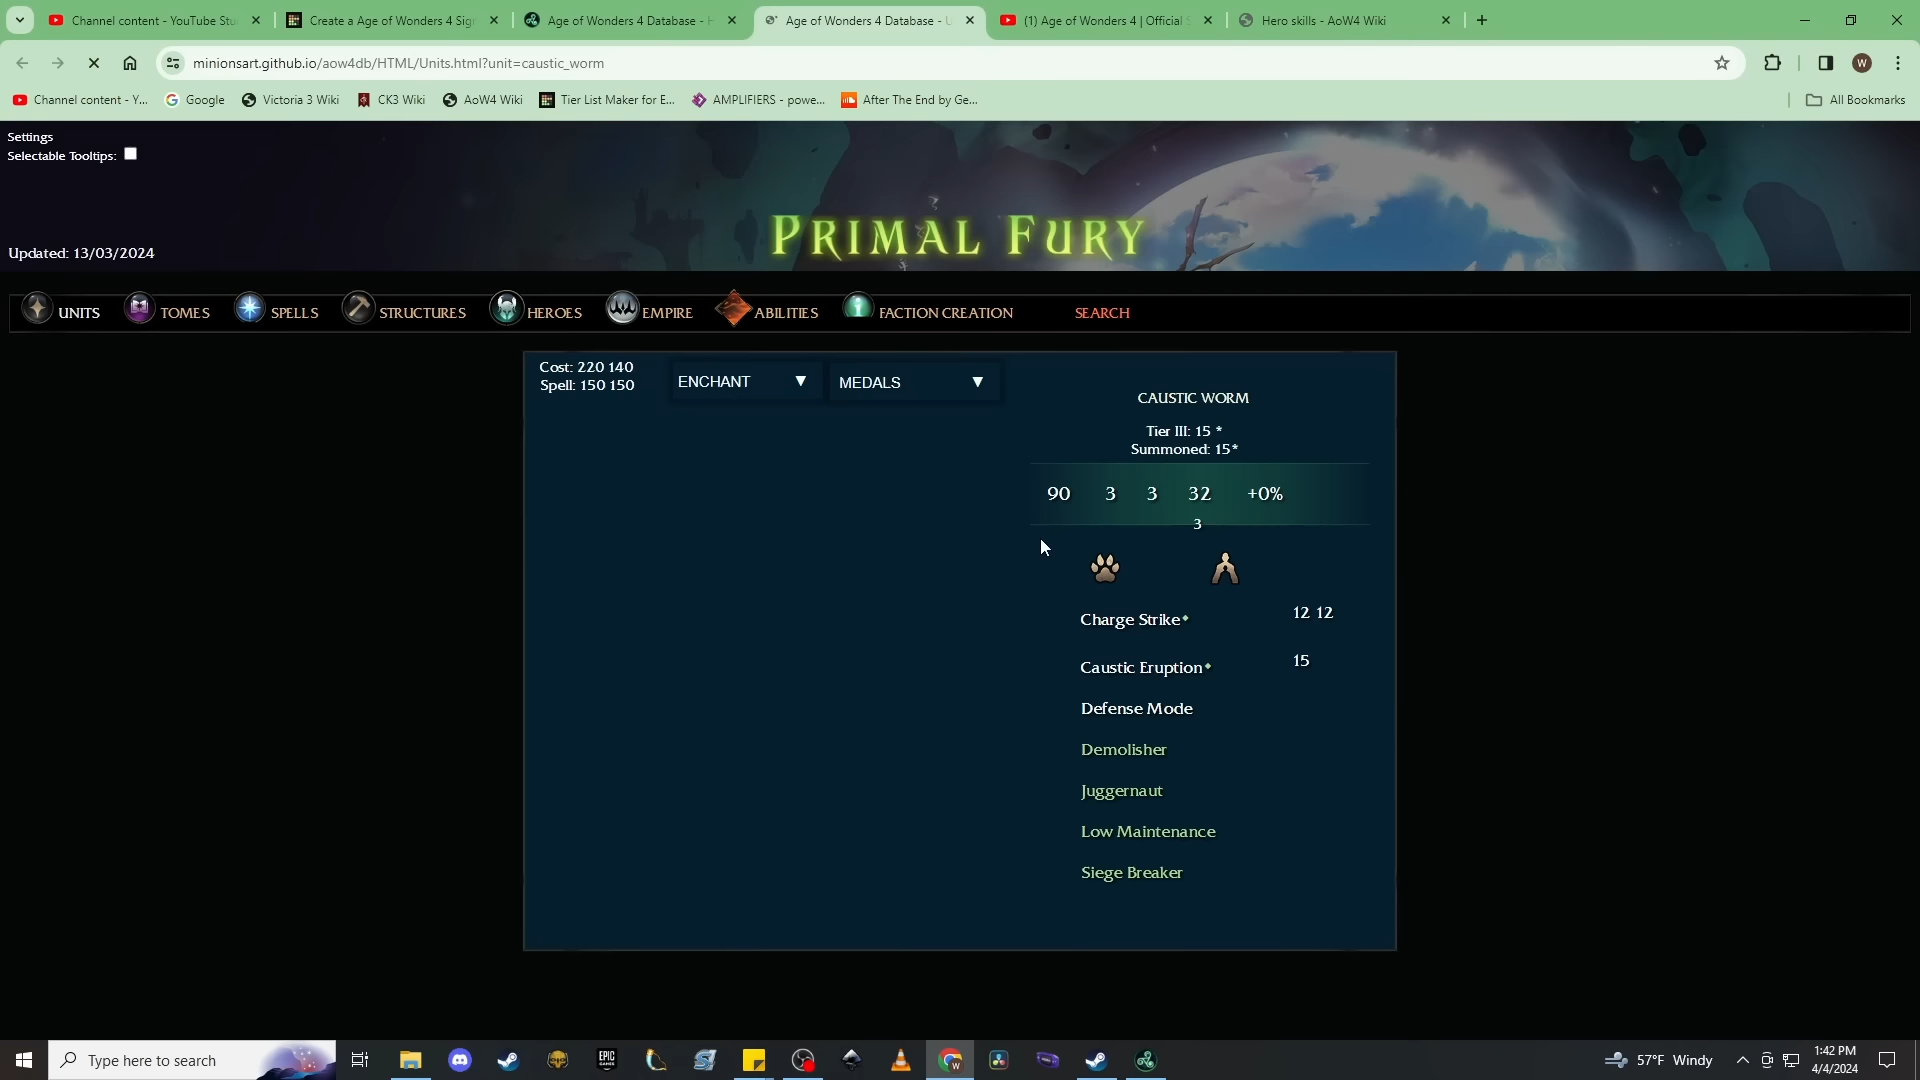 Channel content - YouTube Stu
Create a Age of Wonders 4 Sig
Age of Wonders 4 Database - H
Age of Wonders 4 Database - U
(1) Age of Wonders 4 | Official S
Hero skills - AoW4 Wiki
minionsart.github.io/aow4db/HTML/Units.html?unit=caustic_worm
W
Channel content - Y...
Google
Victoria 3 Wiki
CK3 Wiki
AoW4 Wiki
Tier List Maker for E...
AMPLIFIERS - powe...
After The End by Ge...
All Bookmarks
Settings
Selectable Tooltips:
PRIMAL FURY
Updated: 13/03/2024
UNITS
TOMES
SPELLS
STRUCTURES
HEROES
EMPIRE
ABILITIES
FACTION CREATION
SEARCH
Cost: 220 140
Spell: 150 150
ENCHANT
MEDALS
CAUSTIC WORM
Tier III: 15 *
Summoned: 15*
90 3 3 32 +0%
3
Charge Strike 12 12
Caustic Eruption 15
Defense Mode
Demolisher
Juggernaut
Low Maintenance
Siege Breaker
Type here to search
EPIC
GAMES
57°F Windy
1:42 PM
4/4/2024